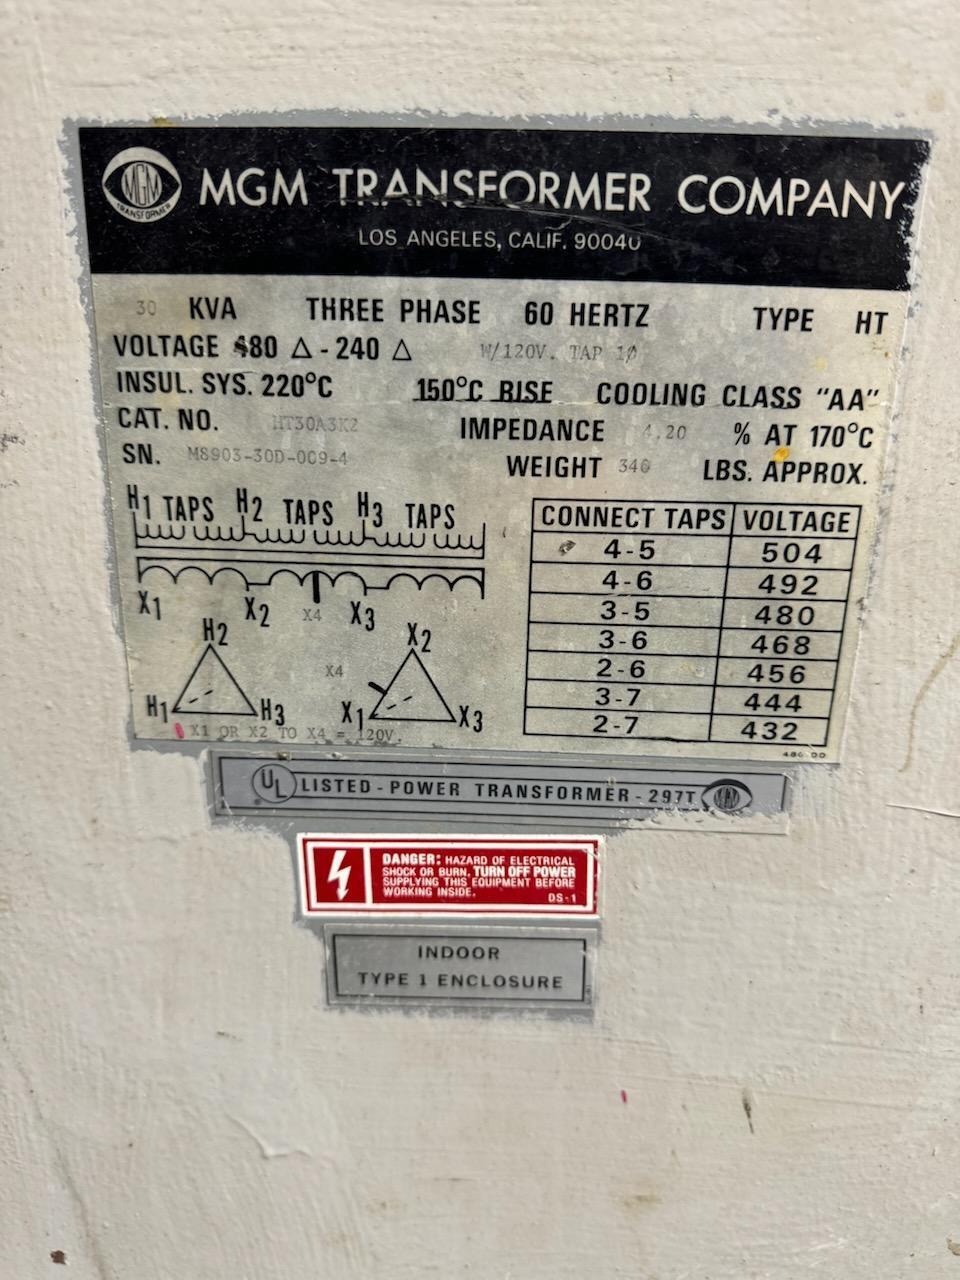 MGM
TRANSFORMER
MGM TRANSFORMER COMPANY
LOS ANGELES, CALIF. 90040
30 KVA THREE PHASE 60 HERTZ TYPE HT
VOLTAGE 480 Δ - 240 Δ W/120V. TAP 1Ø
INSUL. SYS. 220°C 150°C RISE COOLING CLASS "AA"
CAT. NO. HT30A3K2 IMPEDANCE 4.20 % AT 170°C
SN. M8903-30D-009-4 WEIGHT 340 LBS. APPROX.
H1 TAPS H2 TAPS H3 TAPS
X1 X2 X4 X3
H2 X2
X4
H1 H3 X1 X3
X1 OR X2 TO X4 = 120V.
CONNECT TAPS VOLTAGE
4-5 504
4-6 492
3-5 480
3-6 468
2-6 456
3-7 444
2-7 432
UL LISTED - POWER TRANSFORMER - 297T
DANGER: HAZARD OF ELECTRICAL
SHOCK OR BURN. TURN OFF POWER
SUPPLYING THIS EQUIPMENT BEFORE
WORKING INSIDE. DS-1
INDOOR
TYPE 1 ENCLOSURE